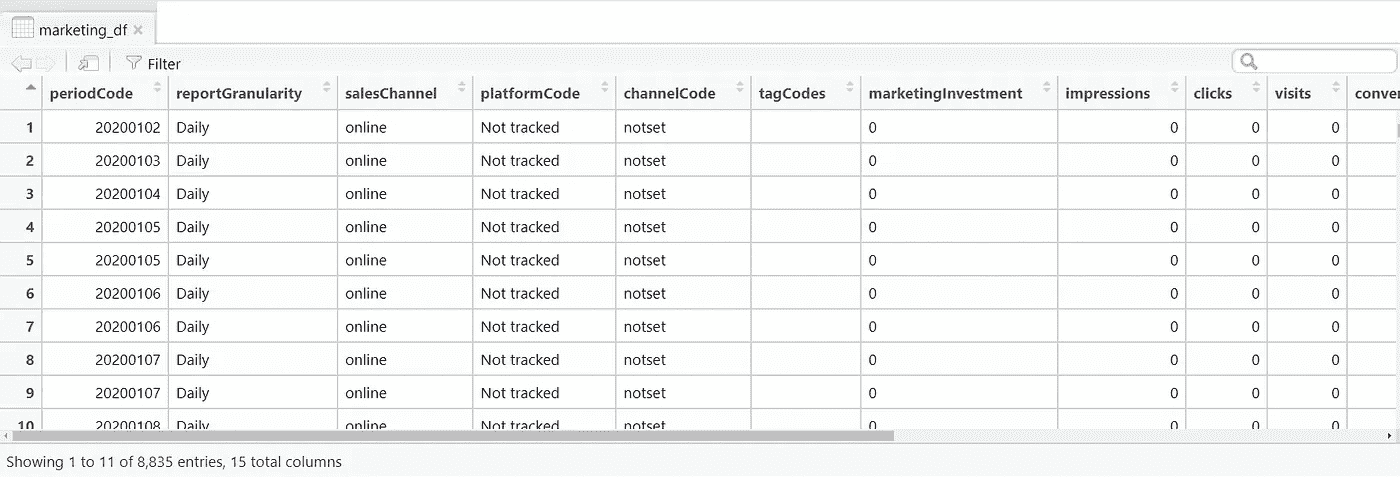 marketing_df
Filter
periodCode reportGranularity salesChannel platformCode channelCode tagCodes marketingInvestment impressions clicks visits conver
1 20200102 Daily online Not tracked notset 0 0 0 0
2 20200103 Daily online Not tracked notset 0 0 0 0
3 20200104 Daily online Not tracked notset 0 0 0 0
4 20200105 Daily online Not tracked notset 0 0 0 0
5 20200105 Daily online Not tracked notset 0 0 0 0
6 20200106 Daily online Not tracked notset 0 0 0 0
7 20200106 Daily online Not tracked notset 0 0 0 0
8 20200107 Daily online Not tracked notset 0 0 0 0
9 20200107 Daily online Not tracked notset 0 0 0 0
10 20200108 Daily online Not tracked notset 0 0 0 0
Showing 1 to 11 of 8,835 entries, 15 total columns